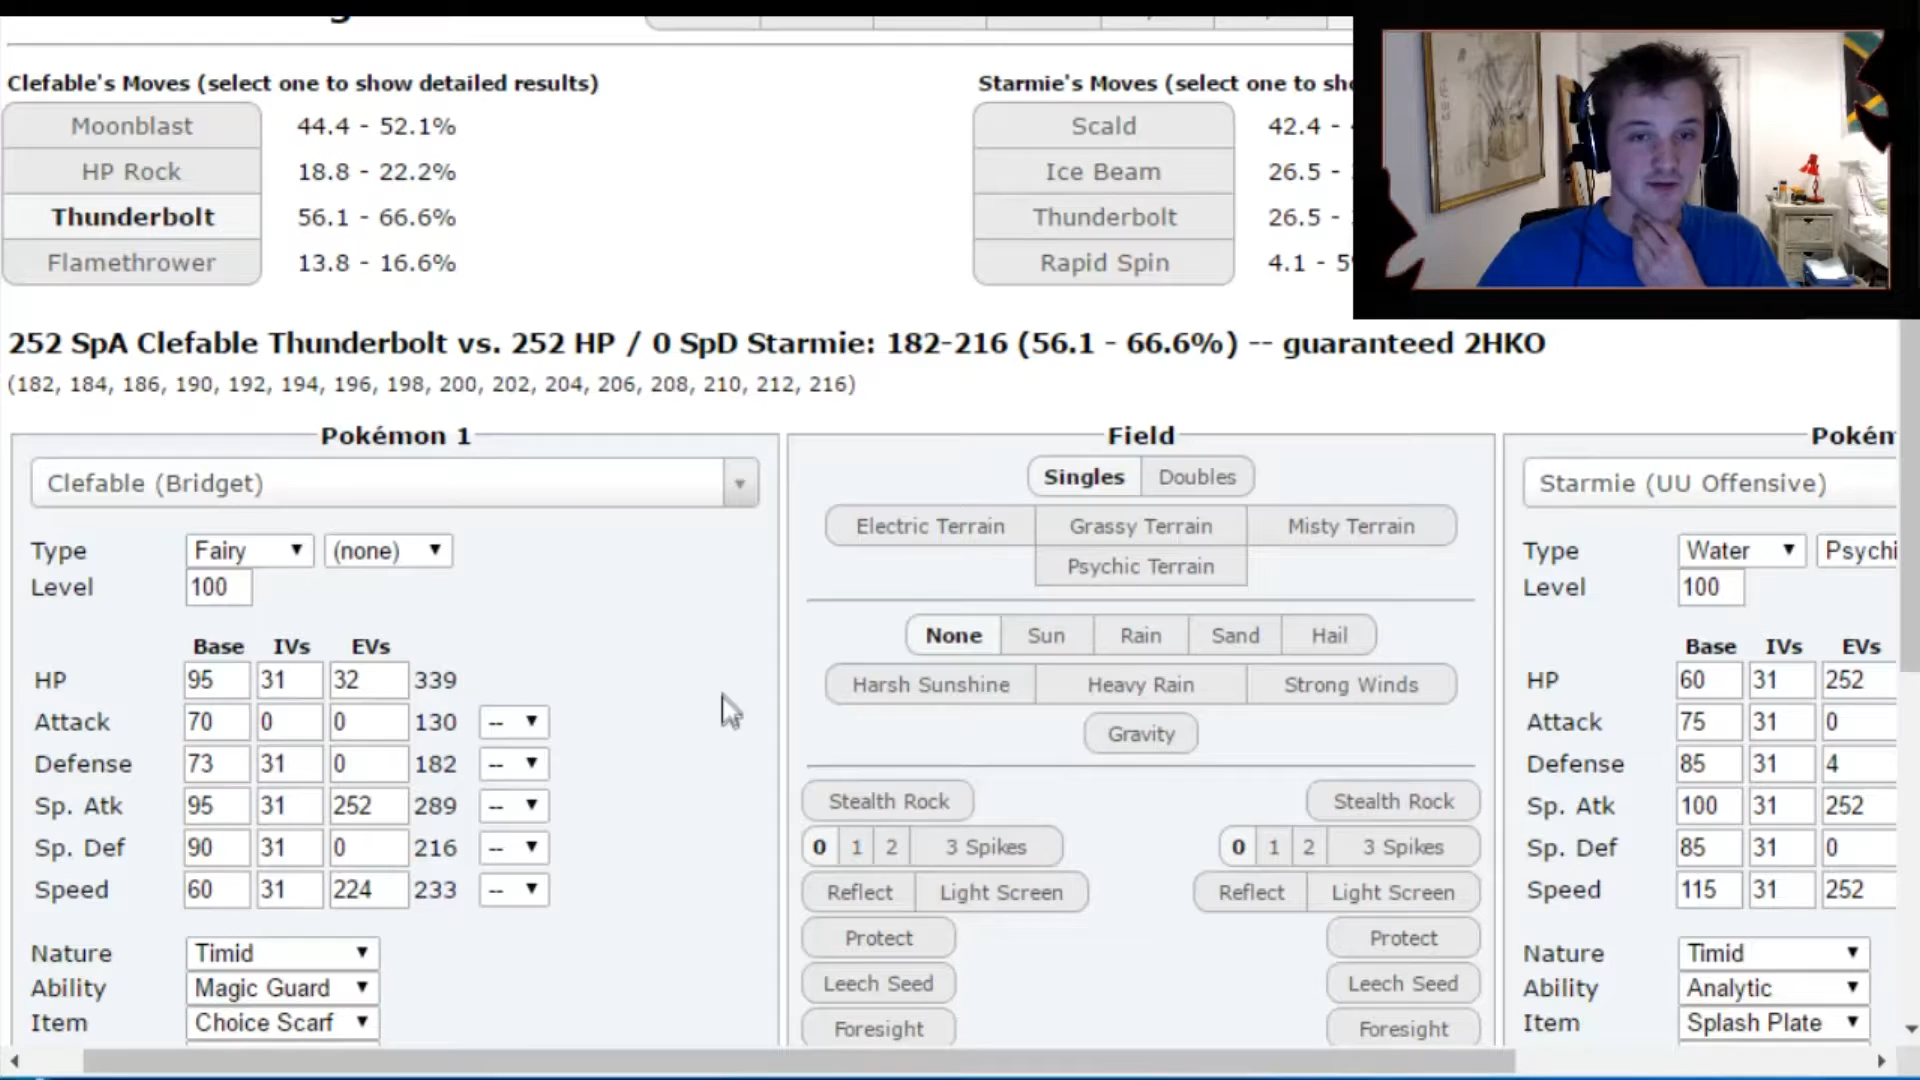 Clefable's Moves (select one to show detailed results)
Starmie's Moves (select one to
Moonblast 44.4 - 52.1%
Scald 42.4 -
HP Rock 18.8 - 22.2%
Ice Beam 26.5 -
Thunderbolt 56.1 - 66.6%
Thunderbolt 26.5 -
Flamethrower 13.8 - 16.6%
Rapid Spin 4.1 - 5
252 SpA Clefable Thunderbolt vs. 252 HP / 0 SpD Starmie: 182-216 (56.1 - 66.6%) -- guaranteed 2HKO
(182, 184, 186, 190, 192, 194, 196, 198, 200, 202, 204, 206, 208, 210, 212, 216)
Pokémon 1
Clefable (Bridget)
Type Fairy (none)
Level 100
Base IVs EVs
HP 95 31 32 339
Attack 70 0 0 130 --
Defense 73 31 0 182 --
Sp. Atk 95 31 252 289 --
Sp. Def 90 31 0 216 --
Speed 60 31 224 233 --
Nature Timid
Ability Magic Guard
Item Choice Scarf
Field
Singles Doubles
Electric Terrain Grassy Terrain Misty Terrain
Psychic Terrain
None Sun Rain Sand Hail
Harsh Sunshine Heavy Rain Strong Winds
Gravity
Stealth Rock Stealth Rock
0 1 2 3 Spikes 0 1 2 3 Spikes
Reflect Light Screen Reflect Light Screen
Protect Protect
Leech Seed Leech Seed
Foresight Foresight
Pokém
Starmie (UU Offensive)
Type Water Psychi
Level 100
Base IVs EVs
HP 60 31 252
Attack 75 31 0
Defense 85 31 4
Sp. Atk 100 31 252
Sp. Def 85 31 0
Speed 115 31 252
Nature Timid
Ability Analytic
Item Splash Plate